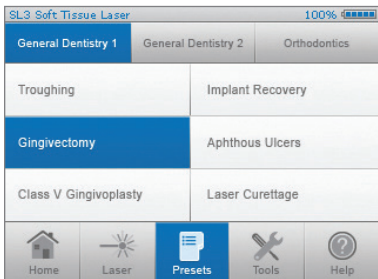 SL3 Soft Tissue Laser 100%
General Dentistry 1 General Dentistry 2 Orthodontics
Troughing Implant Recovery
Gingivectomy Aphthous Ulcers
Class V Gingivoplasty Laser Curettage
Home Laser Presets Tools Help